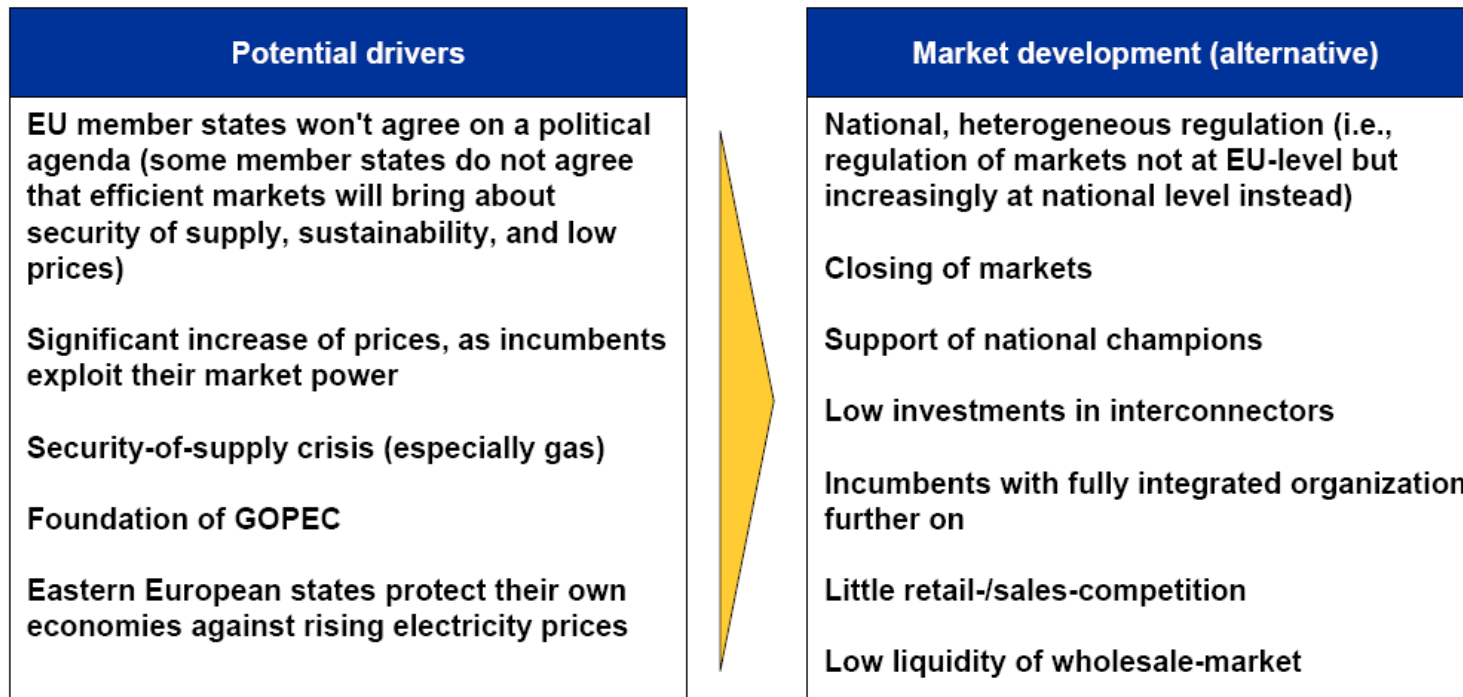 Potential drivers
EU member states won't agree on a political
agenda (some member states do not agree
that efficient markets will bring about
security of supply, sustainability, and low
prices)
Significant increase of prices, as incumbents
exploit their market power
Security-of-supply crisis (especially gas)
Foundation of GOPEC
Eastern European states protect their own
economies against rising electricity prices
Market development (alternative)
National, heterogeneous regulation (i.e.,
regulation of markets not at EU-level but
increasingly at national level instead)
Closing of markets
Support of national champions
Low investments in interconnectors
Incumbents with fully integrated organization
further on
Little retail-/sales-competition
Low liquidity of wholesale-market